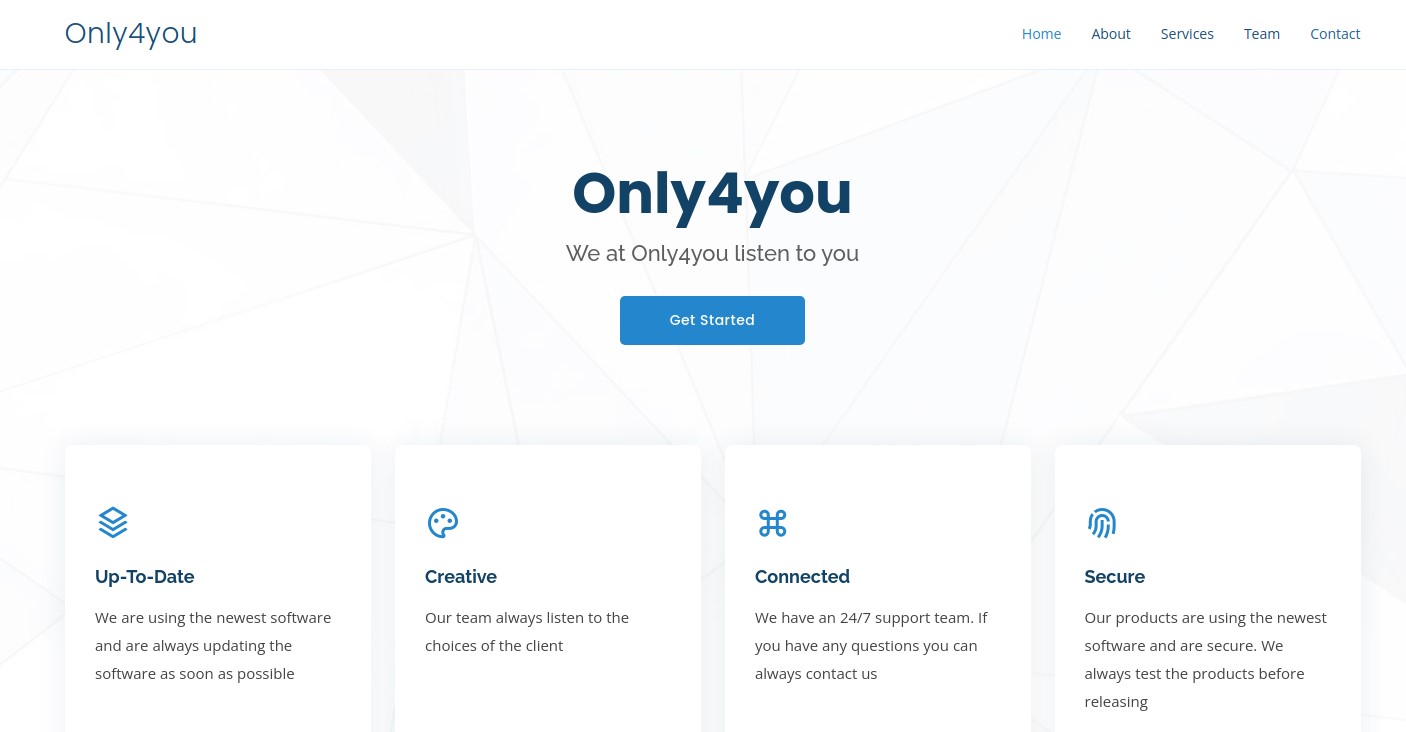 Only4you
Home About Services Team Contact
Only4you
We at Only4you listen to you
Get Started
Up-To-Date
We are using the newest software
and are always updating the
software as soon as possible
Creative
Our team always listen to the
choices of the client
Connected
We have an 24/7 support team. If
you have any questions you can
always contact us
Secure
Our products are using the newest
software and are secure. We
always test the products before
releasing